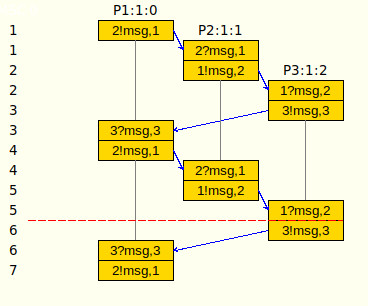 P1:1:0
1 2!msg,1 P2:1:1
1 2?msg,1
2 1!msg,2 P3:1:2
2 1?msg,2
3 3!msg,3
3 3?msg,3
4 2!msg,1
4 2?msg,1
5 1!msg,2
5 1?msg,2
6 3!msg,3
6 3?msg,3
7 2!msg,1